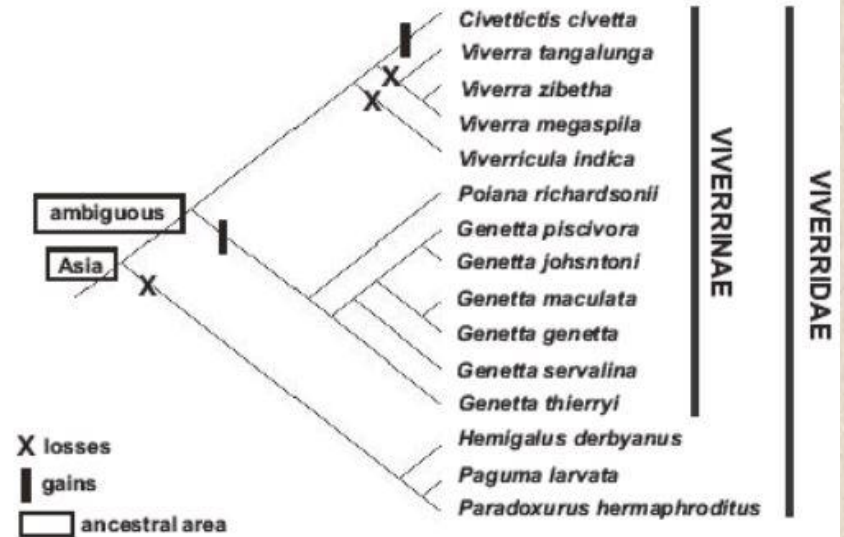 Civettictis civetta
Viverra tangalunga
Viverra zibetha
Viverra megaspila
Viverricula indica
Poiana richardsonii
Genetta piscivora
Genetta johsntoni
Genetta maculata
Genetta genetta
Genetta servalina
Genetta thierryi
Hemigalus derbyanus
Paguma larvata
Paradoxurus hermaphroditus
VIVERRINAE
VIVERRIDAE
ambiguous
Asia
X
X
X
X losses
gains
ancestral area